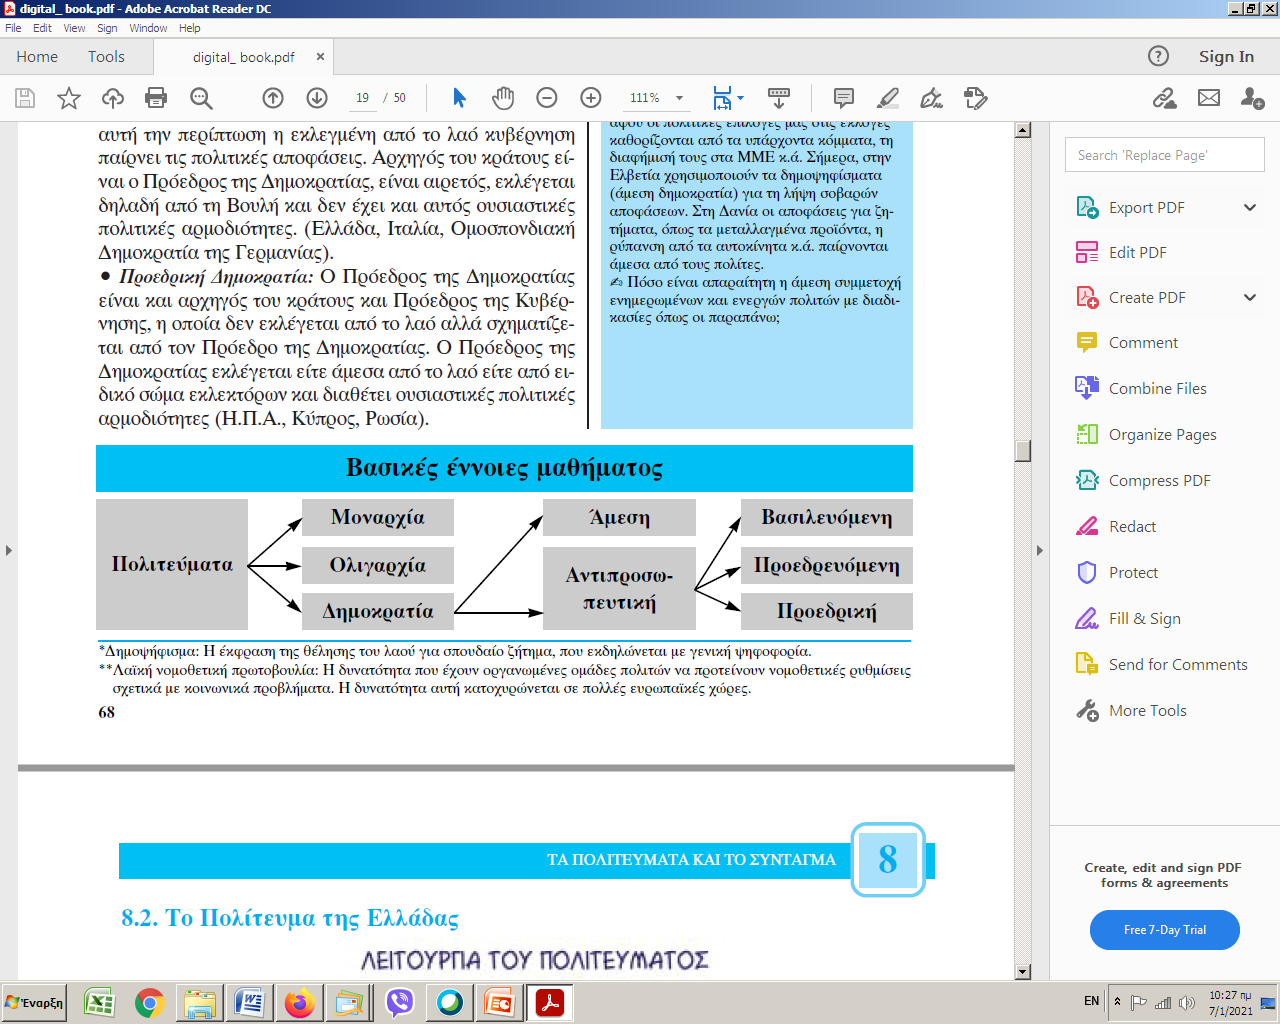 digital_ book.pdf - Adobe Acrobat Reader DC
File Edit View Sign Window Help
Home Tools digital_ book.pdf × Sign In
19 / 50 111%
αυτή την περίπτωση η εκλεγμένη από το λαό κυβέρνηση
παίρνει τις πολιτικές αποφάσεις. Αρχηγός του κράτους εί-
ναι ο Πρόεδρος της Δημοκρατίας, είναι αιρετός, εκλέγεται
δηλαδή από τη Βουλή και δεν έχει και αυτός ουσιαστικές
πολιτικές αρμοδιότητες. (Ελλάδα, Ιταλία, Ομοσπονδιακή
Δημοκρατία της Γερμανίας).
• Προεδρική Δημοκρατία: Ο Πρόεδρος της Δημοκρατίας
είναι και αρχηγός του κράτους και Πρόεδρος της Κυβέρ-
νησης, η οποία δεν εκλέγεται από το λαό αλλά σχηματίζε-
ται από τον Πρόεδρο της Δημοκρατίας. Ο Πρόεδρος της
Δημοκρατίας εκλέγεται είτε άμεσα από το λαό είτε από ει-
δικό σώμα εκλεκτόρων και διαθέτει ουσιαστικές πολιτικές
αρμοδιότητες (Η.Π.Α., Κύπρος, Ρωσία).
αφού οι πολιτικές επιλογές μας στις εκλογές
καθορίζονται από τα υπάρχοντα κόμματα, τη
διαφήμισή τους στα ΜΜΕ κ.ά. Σήμερα, στην
Ελβετία χρησιμοποιούν τα δημοψηφίσματα
(άμεση δημοκρατία) για τη λήψη σοβαρών
αποφάσεων. Στη Δανία οι αποφάσεις για ζη-
τήματα, όπως τα μεταλλαγμένα προϊόντα, η
ρύπανση από τα αυτοκίνητα κ.ά. παίρνονται
άμεσα από τους πολίτες.
✍ Πόσο είναι απαραίτητη η άμεση συμμετοχή
ενημερωμένων και ενεργών πολιτών με διαδι-
κασίες όπως οι παραπάνω;
Βασικές έννοιες μαθήματος
Πολιτεύματα
Μοναρχία
Ολιγαρχία
Δημοκρατία
Άμεση
Αντιπροσω-
πευτική
Βασιλευόμενη
Προεδρευόμενη
Προεδρική
*Δημοψήφισμα: Η έκφραση της θέλησης του λαού για σπουδαίο ζήτημα, που εκδηλώνεται με γενική ψηφοφορία.
**Λαϊκή νομοθετική πρωτοβουλία: Η δυνατότητα που έχουν οργανωμένες ομάδες πολιτών να προτείνουν νομοθετικές ρυθμίσεις
σχετικά με κοινωνικά προβλήματα. Η δυνατότητα αυτή κατοχυρώνεται σε πολλές ευρωπαϊκές χώρες.
68
ΤΑ ΠΟΛΙΤΕΥΜΑΤΑ ΚΑΙ ΤΟ ΣΥΝΤΑΓΜΑ 8
8.2. Το Πολίτευμα της Ελλάδας
ΛΕΙΤΟΥΡΓΙΑ ΤΟΥ ΠΟΛΙΤΕΥΜΑΤΟΣ
Search 'Replace Page'
Export PDF
Edit PDF
Create PDF
Comment
Combine Files
Organize Pages
Compress PDF
Redact
Protect
Fill & Sign
Send for Comments
More Tools
Create, edit and sign PDF
forms & agreements
Free 7-Day Trial
Έναρξη
EN
10:27 πμ
7/1/2021